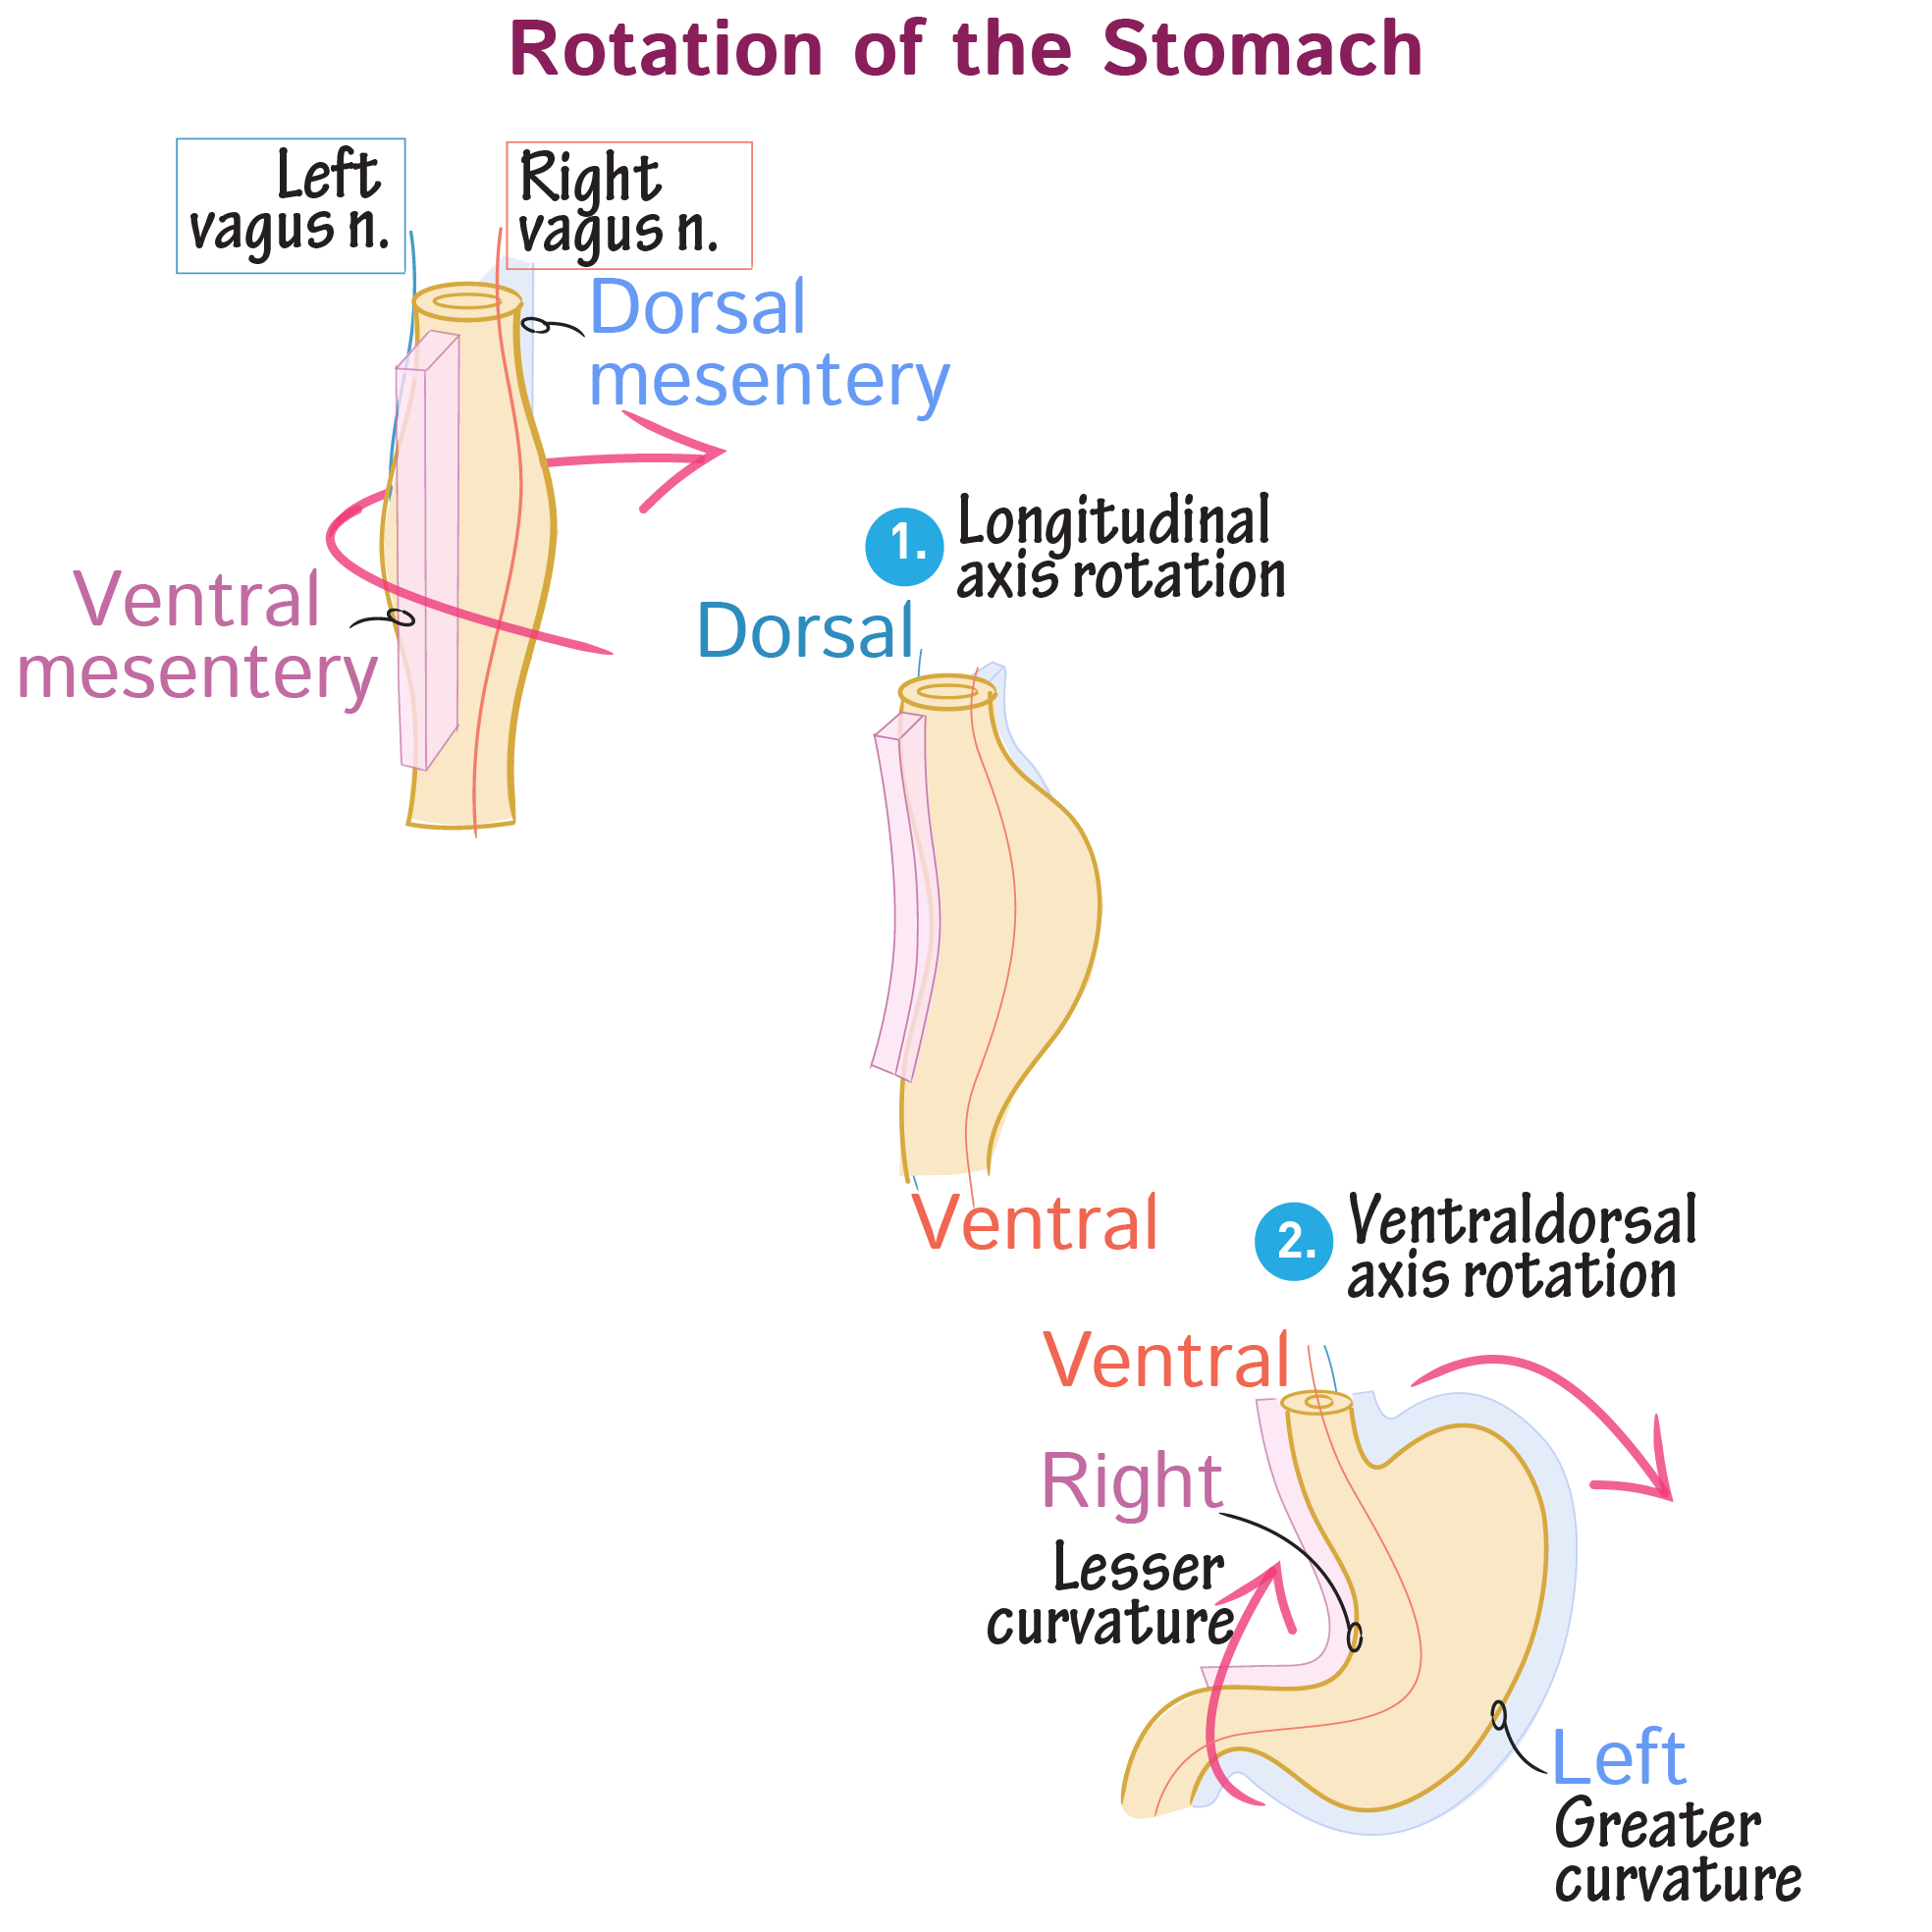 Rotation of the Stomach
Left
vagus n.
Right
vagus n.
Dorsal
mesentery
Ventral
mesentery
1.
Longitudinal
axis rotation
Dorsal
Ventral
2.
Ventraldorsal
axis rotation
Ventral
Right
Lesser
curvature
Left
Greater
curvature